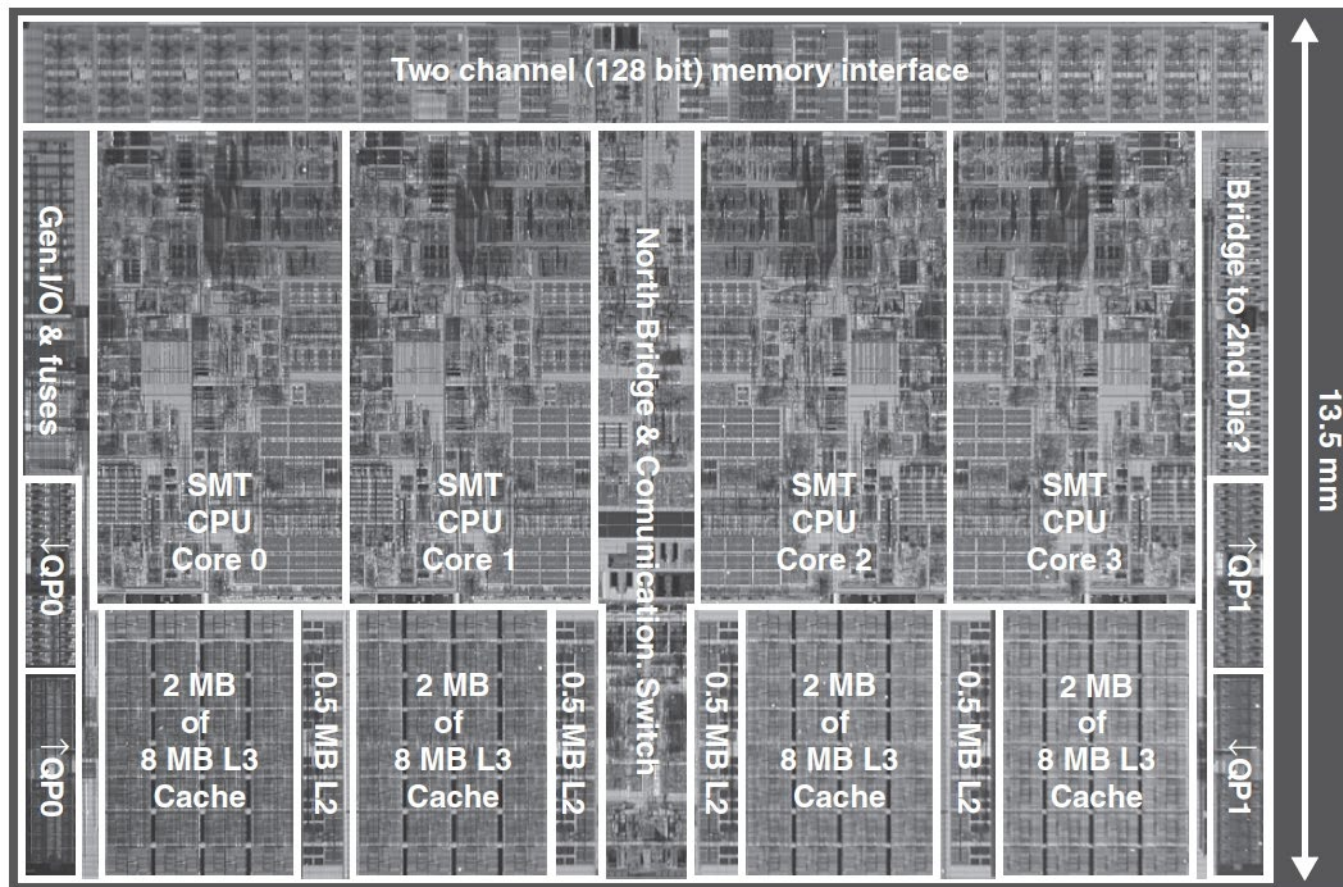 Two channel (128 bit) memory interface
Gen.I/O & fuses
SMT
CPU
Core 0
SMT
CPU
Core 1
North Bridge & Comunication. Switch
SMT
CPU
Core 2
SMT
CPU
Core 3
Bridge to 2nd Die?
13.5 mm
↓QP0
↑QP0
2 MB
of
8 MB L3
Cache
0.5 MB L2
2 MB
of
8 MB L3
Cache
0.5 MB L2
0.5 MB L2
2 MB
of
8 MB L3
Cache
0.5 MB L2
2 MB
of
8 MB L3
Cache
↑QP1
↓QP1